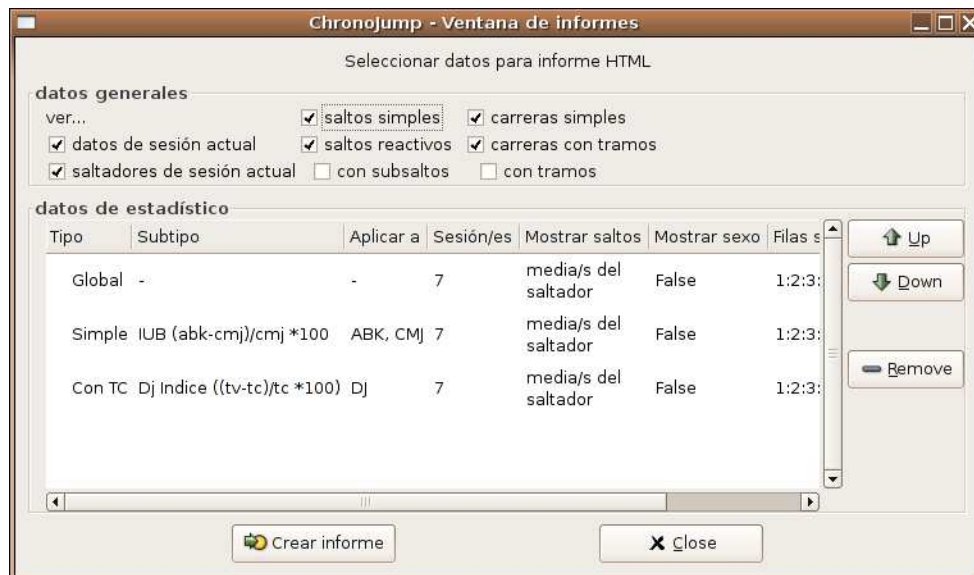 ChronoJump - Ventana de informes
Seleccionar datos para informe HTML
datos generales
ver...
saltos simples
carreras simples
datos de sesión actual
saltos reactivos
carreras con tramos
saltadores de sesión actual
con subsaltos
con tramos
datos de estadístico
Tipo Subtipo Aplicar a Sesión/es Mostrar saltos Mostrar sexo Filas s
Global - - 7 media/s del saltador False 1:2:3:
Simple IUB (abk-cmj)/cmj *100 ABK, CMJ 7 media/s del saltador False 1:2:3:
Con TC Dj Indice ((tv-tc)/tc *100) DJ 7 media/s del saltador False 1:2:3:
Up
Down
Remove
Crear informe
Close